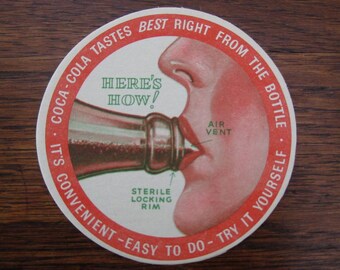 COCA-COLA TASTES BEST RIGHT FROM THE BOTTLE ·
IT'S CONVENIENT - EASY TO DO - TRY IT YOURSELF ·
HERE'S
HOW!
AIR
VENT
STERILE
LOCKING
RIM